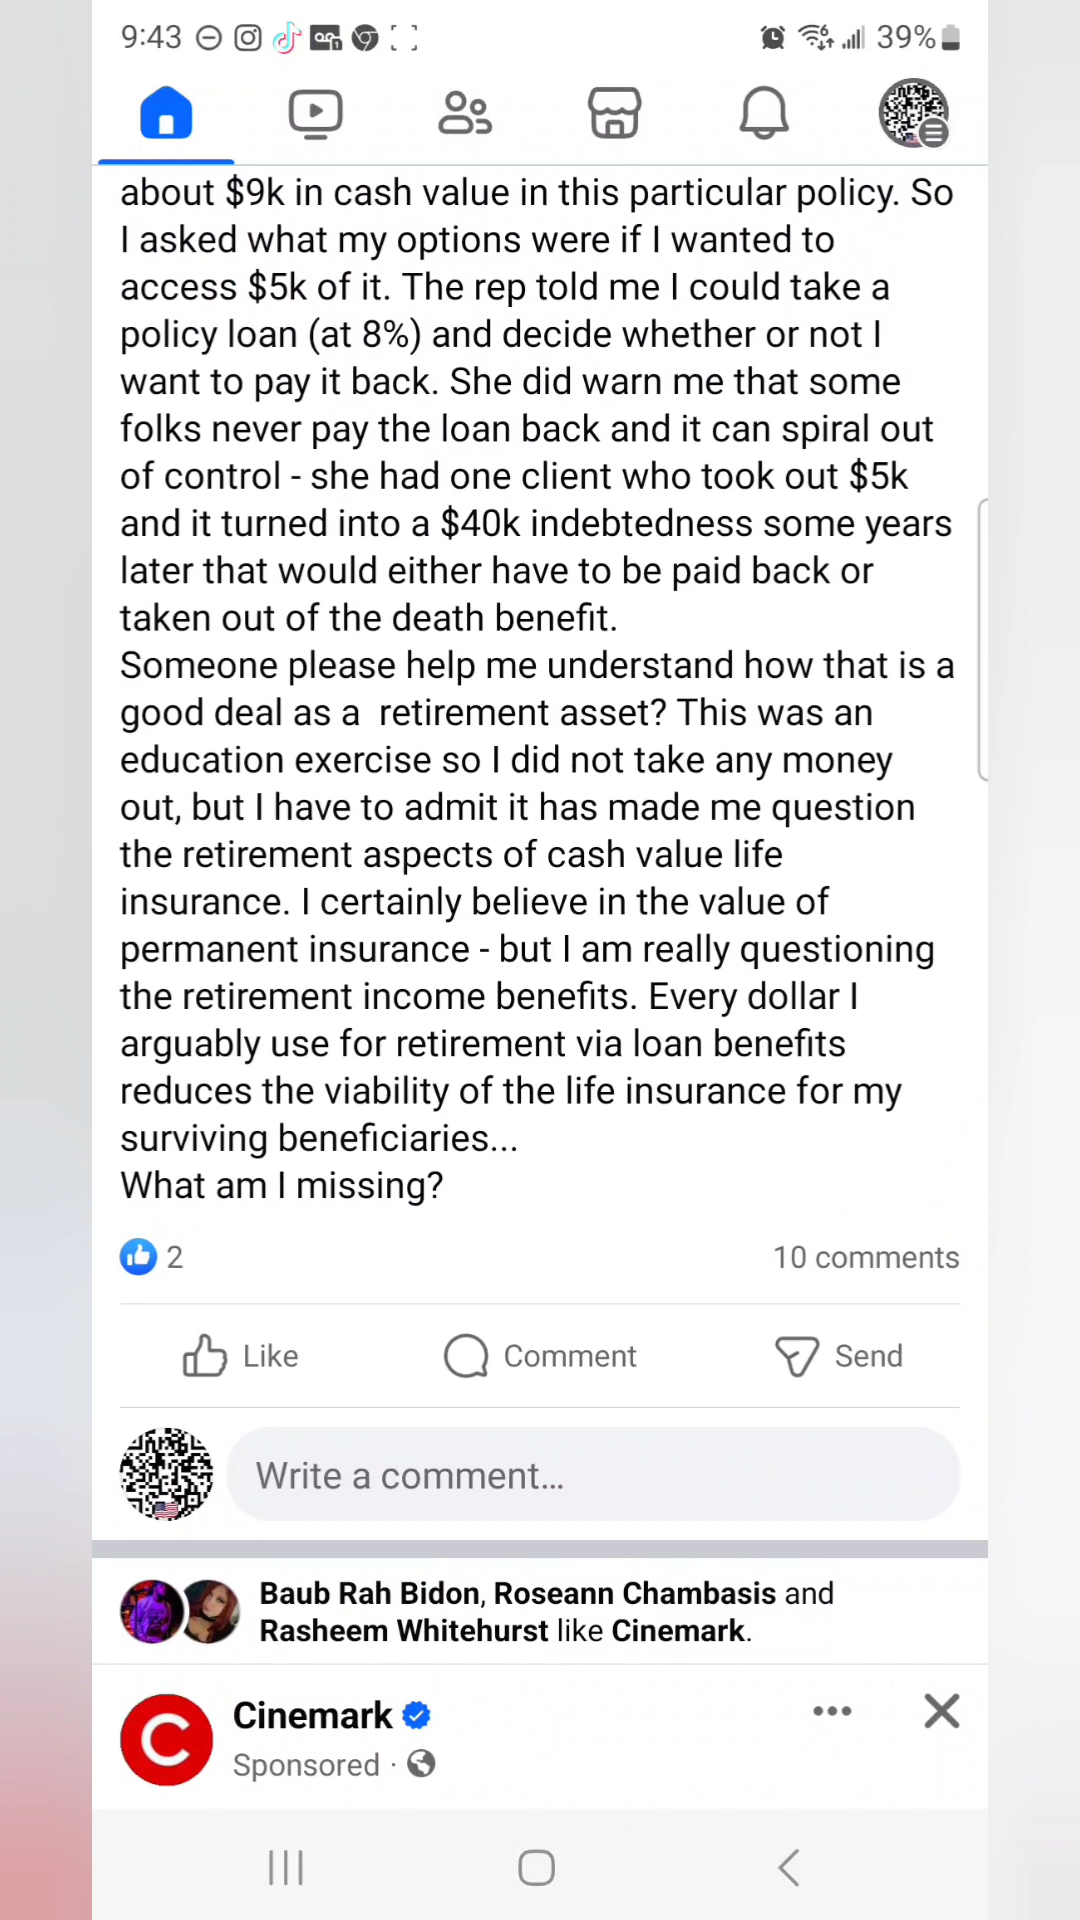 9:43
39%
about $9k in cash value in this particular policy. So
I asked what my options were if I wanted to
access $5k of it. The rep told me I could take a
policy loan (at 8%) and decide whether or not I
want to pay it back. She did warn me that some
folks never pay the loan back and it can spiral out
of control - she had one client who took out $5k
and it turned into a $40k indebtedness some years
later that would either have to be paid back or
taken out of the death benefit.
Someone please help me understand how that is a
good deal as a  retirement asset? This was an
education exercise so I did not take any money
out, but I have to admit it has made me question
the retirement aspects of cash value life
insurance. I certainly believe in the value of
permanent insurance - but I am really questioning
the retirement income benefits. Every dollar I
arguably use for retirement via loan benefits
reduces the viability of the life insurance for my
surviving beneficiaries...
What am I missing?
2
10 comments
Like
Comment
Send
Write a comment...
Baub Rah Bidon, Roseann Chambasis and
Rasheem Whitehurst like Cinemark.
Cinemark
Sponsored ·